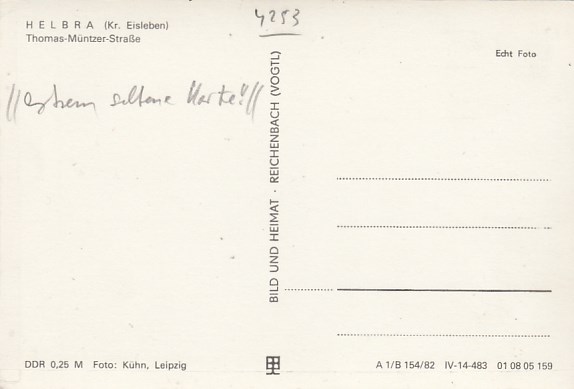 4253
HELBRA (Kr. Eisleben)
Thomas-Müntzer-Straße
Echt Foto
//extrem seltene Karte!!//
BILD UND HEIMAT · REICHENBACH (VOGTL)
DDR 0,25 M Foto: Kühn, Leipzig
A 1/B 154/82 IV-14-483 01 08 05 159